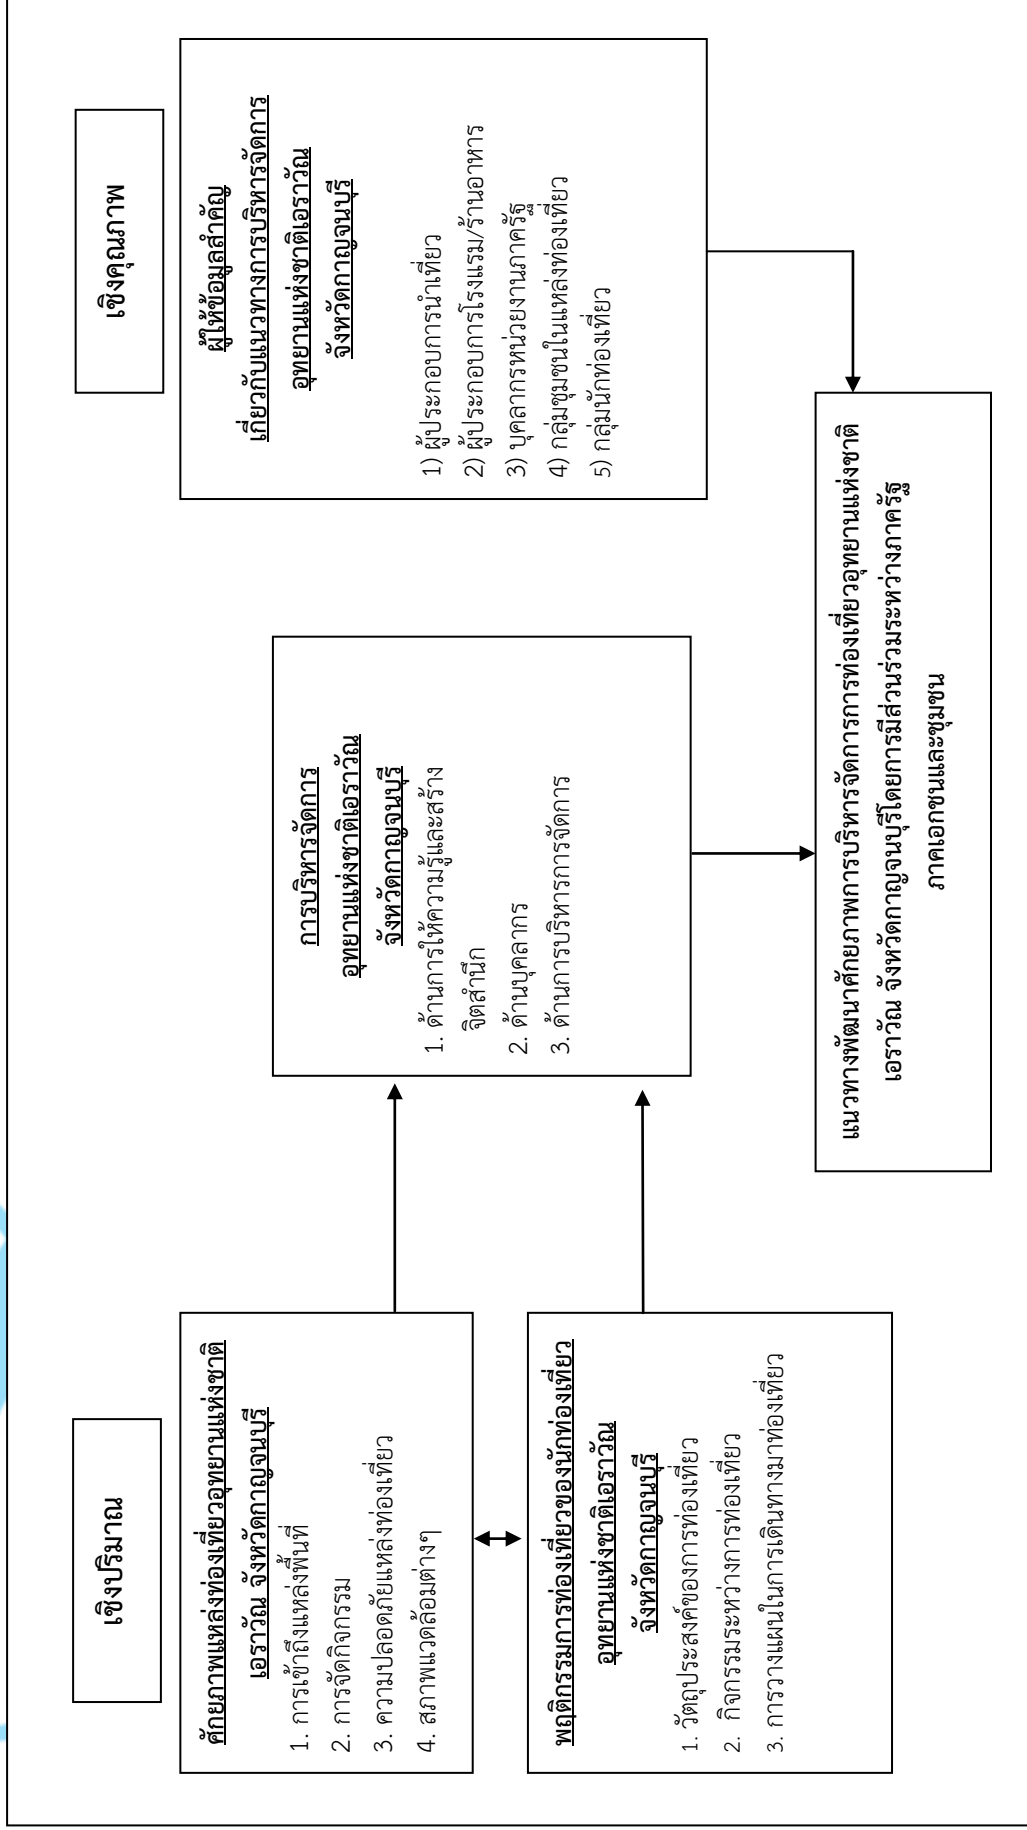 เชิงปริมาณ
ศักยภาพแหล่งท่องเที่ยวอุทยานแห่งชาติ
เอราวัณ จังหวัดกาญจนบุรี
1. การเข้าถึงแหล่งพื้นที่
2. การจัดกิจกรรม
3. ความปลอดภัยแหล่งท่องเที่ยว
4. สภาพแวดล้อมต่างๆ
พฤติกรรมการท่องเที่ยวของนักท่องเที่ยว
อุทยานแห่งชาติเอราวัณ
จังหวัดกาญจนบุรี
1. วัตถุประสงค์ของการท่องเที่ยว
2. กิจกรรมระหว่างการท่องเที่ยว
3. การวางแผนในการเดินทางมาท่องเที่ยว
การบริหารจัดการ
อุทยานแห่งชาติเอราวัณ
จังหวัดกาญจนบุรี
1. ด้านการให้ความรู้และสร้าง
จิตสำนึก
2. ด้านบุคลากร
3. ด้านการบริหารการจัดการ
เชิงคุณภาพ
ผู้ให้ข้อมูลสำคัญ
เกี่ยวกับแนวทางการบริหารจัดการ
อุทยานแห่งชาติเอราวัณ
จังหวัดกาญจนบุรี
1) ผู้ประกอบการนำเที่ยว
2) ผู้ประกอบการโรงแรม/ร้านอาหาร
3) บุคลากรหน่วยงานภาครัฐ
4) กลุ่มชุมชนในแหล่งท่องเที่ยว
5) กลุ่มนักท่องเที่ยว
แนวทางพัฒนาศักยภาพการบริหารจัดการการท่องเที่ยวอุทยานแห่งชาติ
เอราวัณ จังหวัดกาญจนบุรีโดยการมีส่วนร่วมระหว่างภาครัฐ
ภาคเอกชนและชุมชน